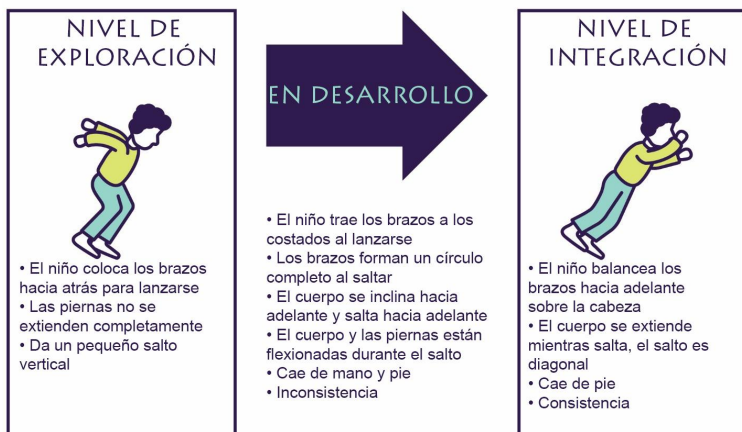 NIVEL DE
EXPLORACIÓN
• El niño coloca los brazos
hacia atrás para lanzarse
• Las piernas no se
extienden completamente
• Da un pequeño salto
vertical
EN DESARROLLO
• El niño trae los brazos a los
costados al lanzarse
• Los brazos forman un círculo
completo al saltar
• El cuerpo se inclina hacia
adelante y salta hacia adelante
• El cuerpo y las piernas están
flexionadas durante el salto
• Cae de mano y pie
• Inconsistencia
NIVEL DE
INTEGRACIÓN
• El niño balancea los
brazos hacia adelante
sobre la cabeza
• El cuerpo se extiende
mientras salta, el salto es
diagonal
• Cae de pie
• Consistencia